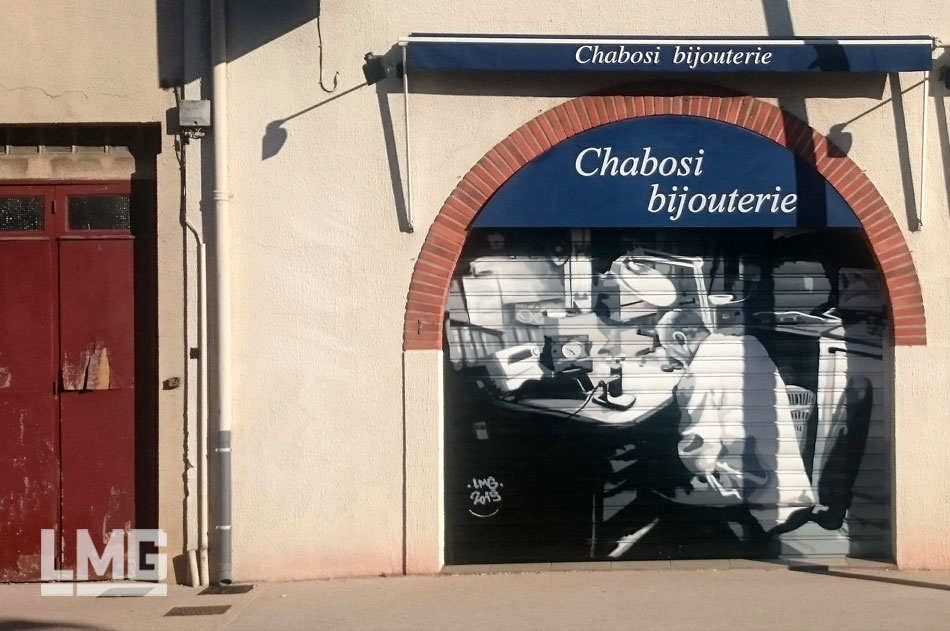 Chabosi bijouterie
Chabosi
bijouterie
.LMG.
2019
LMG